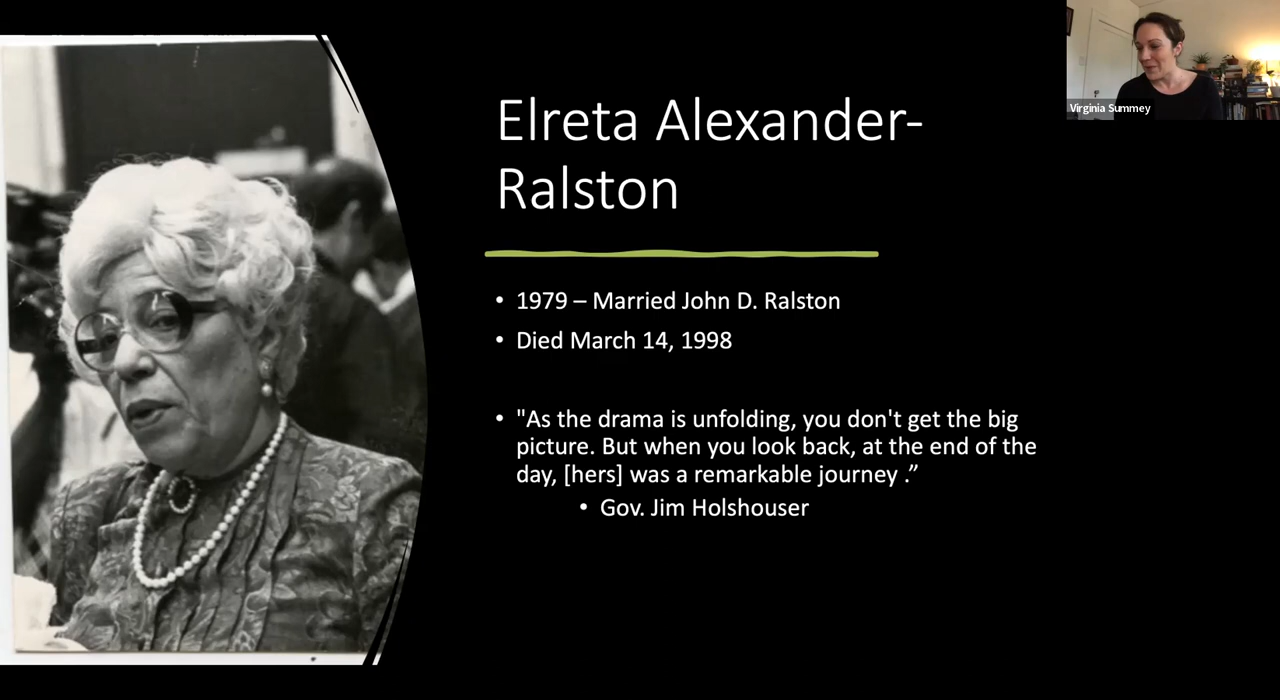 Elreta Alexander-
Ralston
• 1979 – Married John D. Ralston
• Died March 14, 1998
• "As the drama is unfolding, you don't get the big
picture. But when you look back, at the end of the
day, [hers] was a remarkable journey .”
• Gov. Jim Holshouser
Virginia Summey